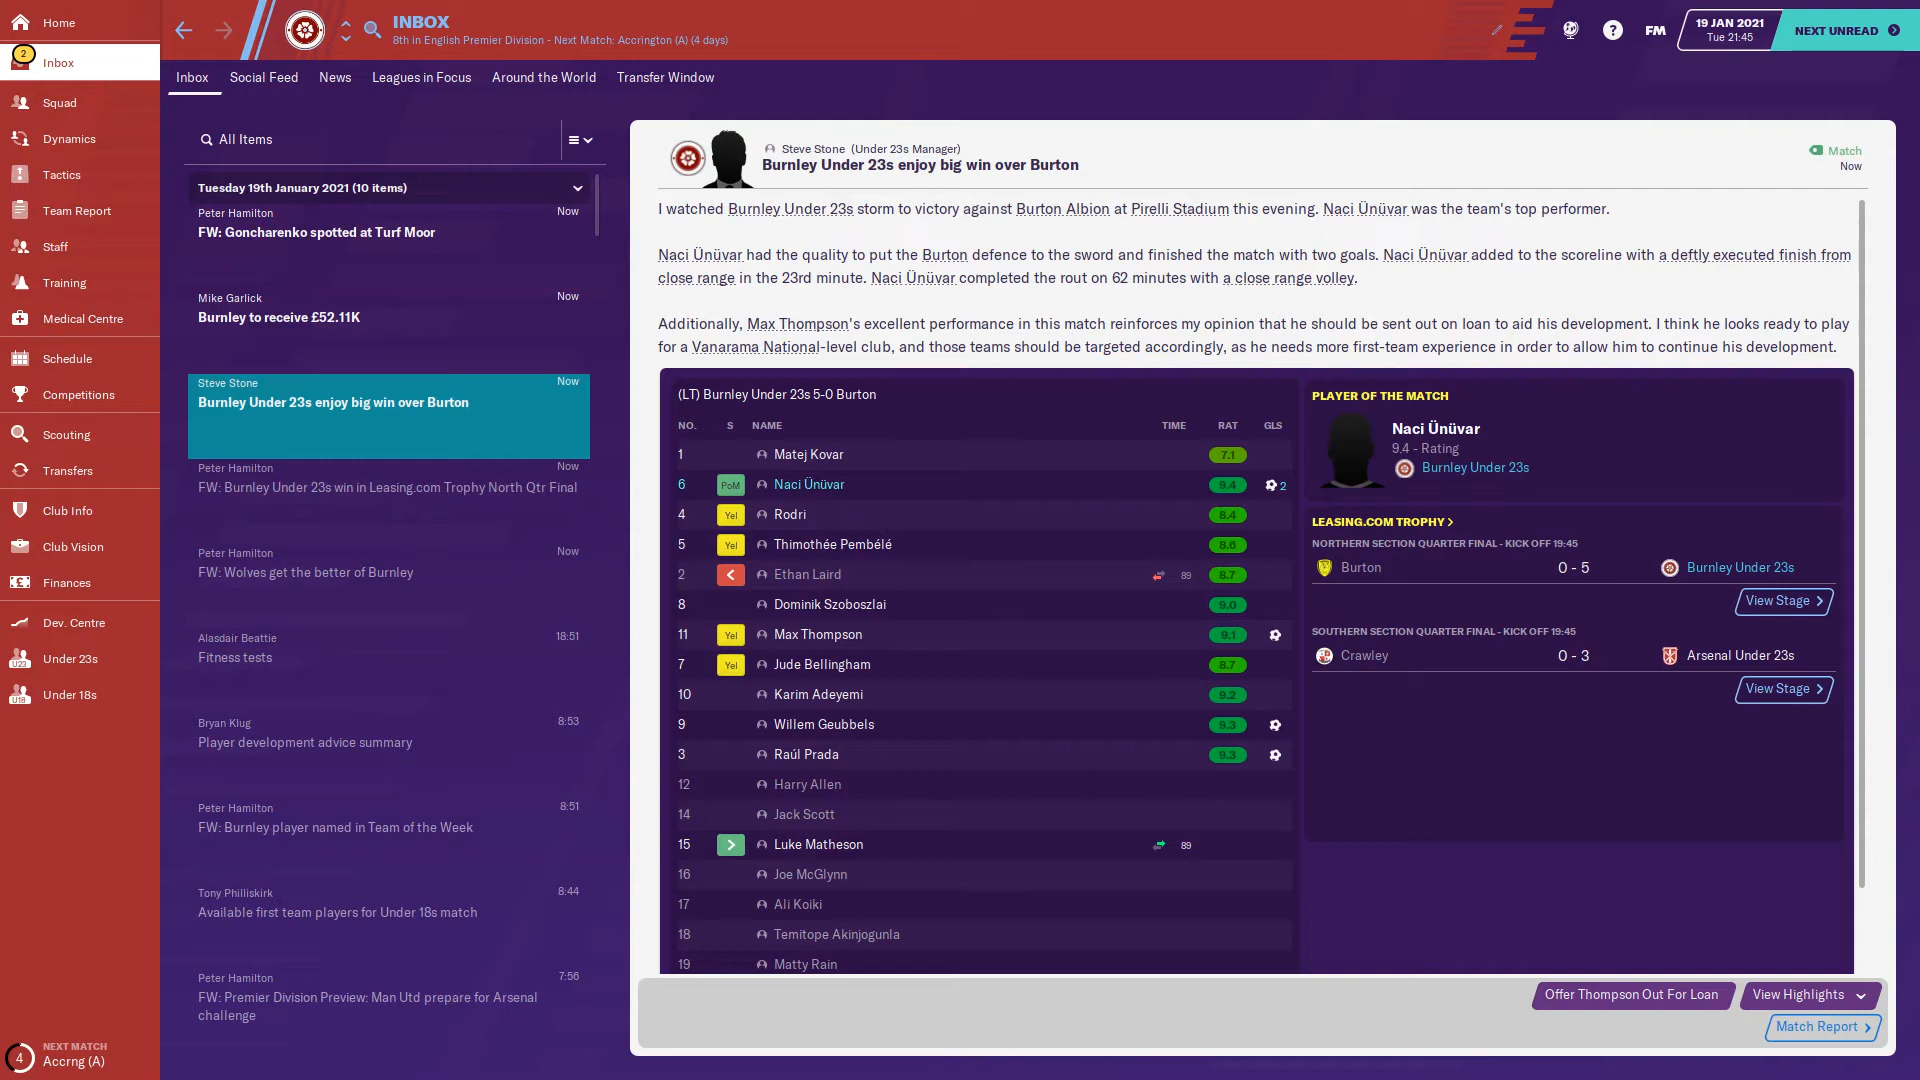 Home
2
Inbox
Squad
Dynamics
Tactics
Team Report
Staff
Training
Medical Centre
Schedule
Competitions
Scouting
Transfers
Club Info
Club Vision
Finances
Dev. Centre
U23 Under 23s
U18 Under 18s
4
NEXT MATCH
Accrng (A)
INBOX
8th in English Premier Division - Next Match: Accrington (A) (4 days)
? FM
19 JAN 2021
Tue 21:45
NEXT UNREAD
Inbox Social Feed News Leagues in Focus Around the World Transfer Window
All Items
Tuesday 19th January 2021 (10 items)
Peter Hamilton Now
FW: Goncharenko spotted at Turf Moor
Mike Garlick Now
Burnley to receive £52.11K
Steve Stone Now
Burnley Under 23s enjoy big win over Burton
Peter Hamilton Now
FW: Burnley Under 23s win in Leasing.com Trophy North Qtr Final
Peter Hamilton Now
FW: Wolves get the better of Burnley
Alasdair Beattie 18:51
Fitness tests
Bryan Klug 8:53
Player development advice summary
Peter Hamilton 8:51
FW: Burnley player named in Team of the Week
Tony Philliskirk 8:44
Available first team players for Under 18s match
Peter Hamilton 7:56
FW: Premier Division Preview: Man Utd prepare for Arsenal
challenge
Steve Stone (Under 23s Manager)
Burnley Under 23s enjoy big win over Burton
Match
Now
I watched Burnley Under 23s storm to victory against Burton Albion at Pirelli Stadium this evening. Naci Ünüvar was the team's top performer.
Naci Ünüvar had the quality to put the Burton defence to the sword and finished the match with two goals. Naci Ünüvar added to the scoreline with a deftly executed finish from
close range in the 23rd minute. Naci Ünüvar completed the rout on 62 minutes with a close range volley.
Additionally, Max Thompson's excellent performance in this match reinforces my opinion that he should be sent out on loan to aid his development. I think he looks ready to play
for a Vanarama National-level club, and those teams should be targeted accordingly, as he needs more first-team experience in order to allow him to continue his development.
(LT) Burnley Under 23s 5-0 Burton
NO. S NAME TIME RAT GLS
1 Matej Kovar 7.1
6 PoM Naci Ünüvar 9.4 2
4 Yel Rodri 8.4
5 Yel Thimothée Pembélé 8.6
2 Ethan Laird 89 8.7
8 Dominik Szoboszlai 9.0
11 Yel Max Thompson 9.1
7 Yel Jude Bellingham 8.7
10 Karim Adeyemi 9.2
9 Willem Geubbels 9.3
3 Raúl Prada 9.3
12 Harry Allen
14 Jack Scott
15 Luke Matheson 89
16 Joe McGlynn
17 Ali Koiki
18 Temitope Akinjogunla
19 Matty Rain
PLAYER OF THE MATCH
Naci Ünüvar
9.4 - Rating
Burnley Under 23s
LEASING.COM TROPHY
NORTHERN SECTION QUARTER FINAL - KICK OFF 19:45
Burton 0 - 5 Burnley Under 23s
View Stage
SOUTHERN SECTION QUARTER FINAL - KICK OFF 19:45
Crawley 0 - 3 Arsenal Under 23s
View Stage
Offer Thompson Out For Loan View Highlights
Match Report